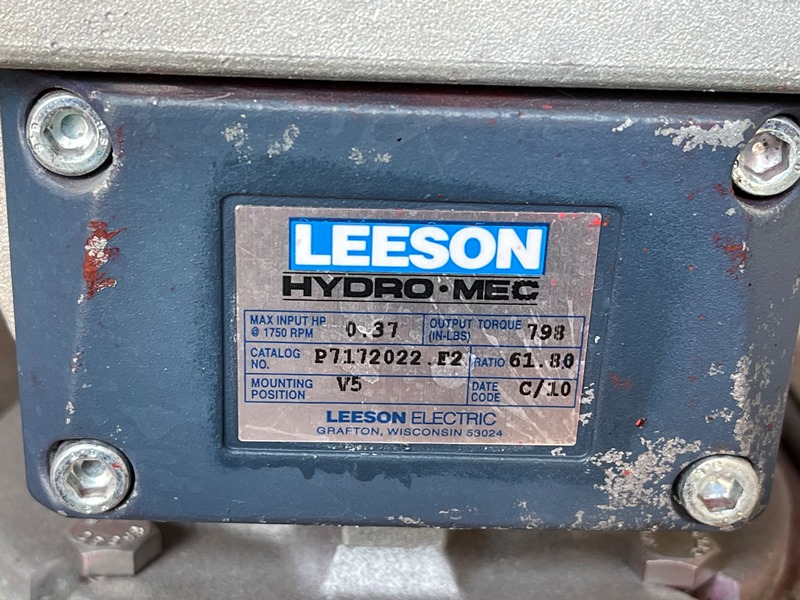 LEESON
HYDRO·MEC
MAX INPUT HP @ 1750 RPM 0.37 OUTPUT TORQUE (IN-LBS) 798
CATALOG NO. P7172022.F2 RATIO 61.80
MOUNTING POSITION V5 DATE CODE C/10
LEESON ELECTRIC
GRAFTON, WISCONSIN 53024